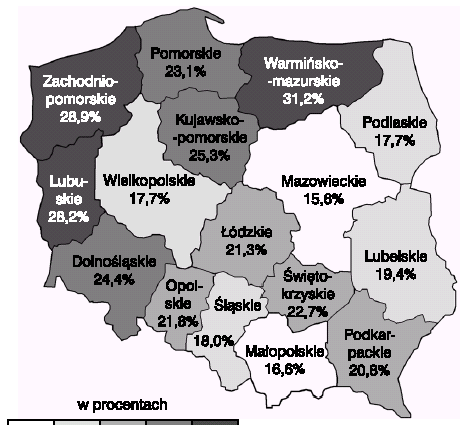 Pomorskie
23,1%
Warmińsko-
-mazurskie
31,2%
Zachodnio-
pomorskie
28,9%
Kujawsko-
-pomorskie
25,3%
Podlaskie
17,7%
Lubu-
skie
28,2%
Wielkopolskie
17,7%
Mazowieckie
15,6%
Łódzkie
21,3%
Lubelskie
19,4%
Dolnośląskie
24,4%
Opol-
skie
21,8%
Śląskie
18,0%
Święto-
krzyskie
22,7%
Małopolskie
16,6%
Podkar-
packie
20,8%
w procentach